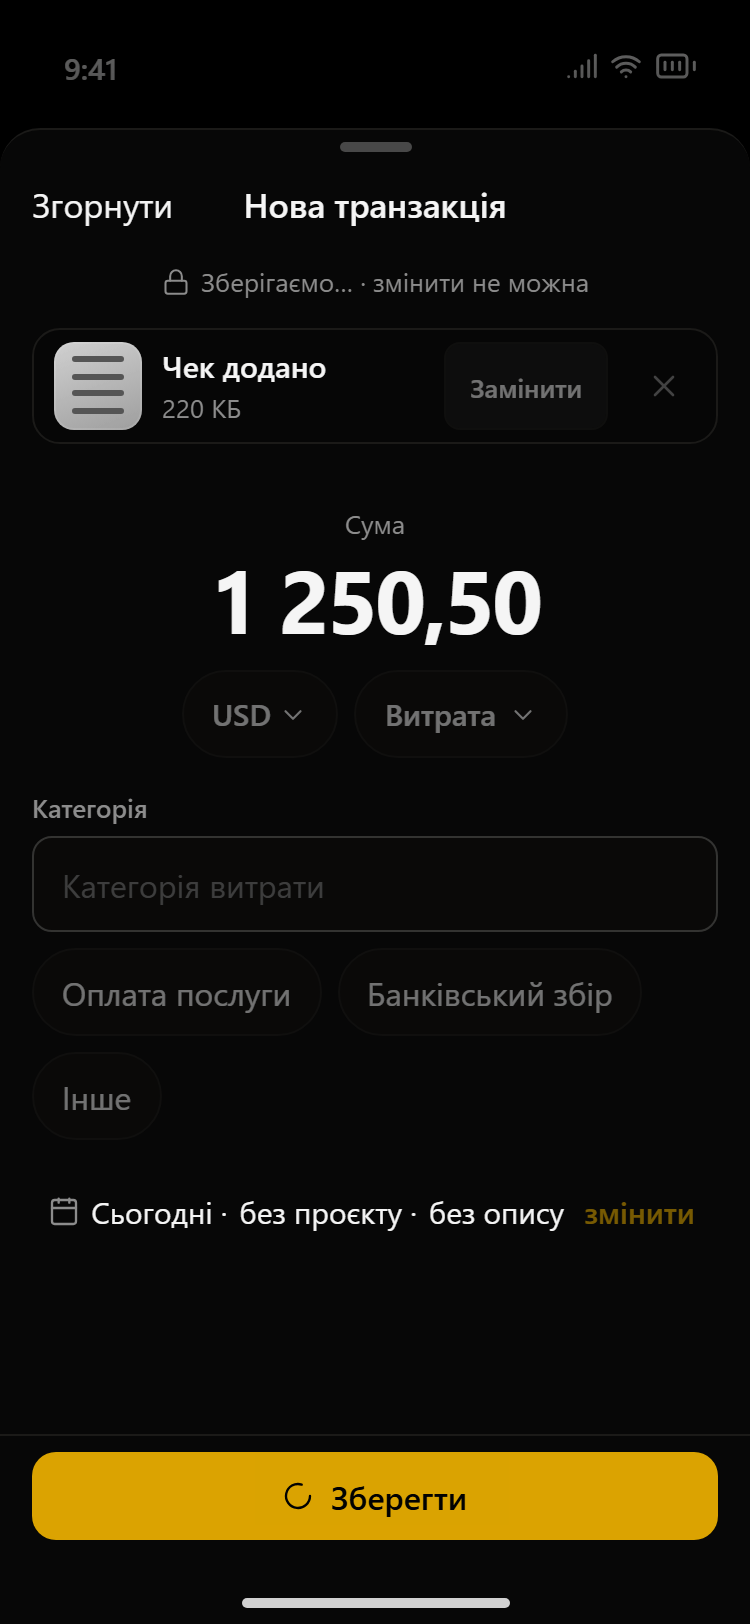 9:41
Згорнути Нова транзакція
Зберігаємо... · змінити не можна
Чек додано
220 КБ
Замінити
Сума
1 250,50
USD Витрата
Категорія
Категорія витрати
Оплата послуги Банківський збір
Інше
Сьогодні · без проєкту · без опису змінити
Зберегти